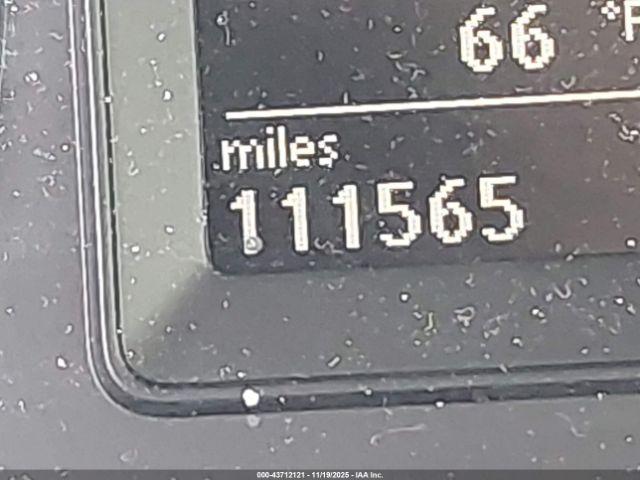 66 °F
miles
111565
000-43712121 - 11/19/2025 - IAA Inc.